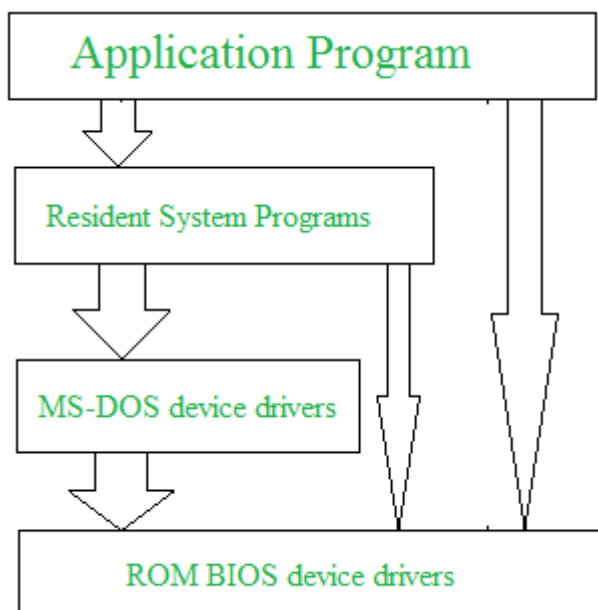 Application Program
Resident System Programs
MS-DOS device drivers
ROM BIOS device drivers